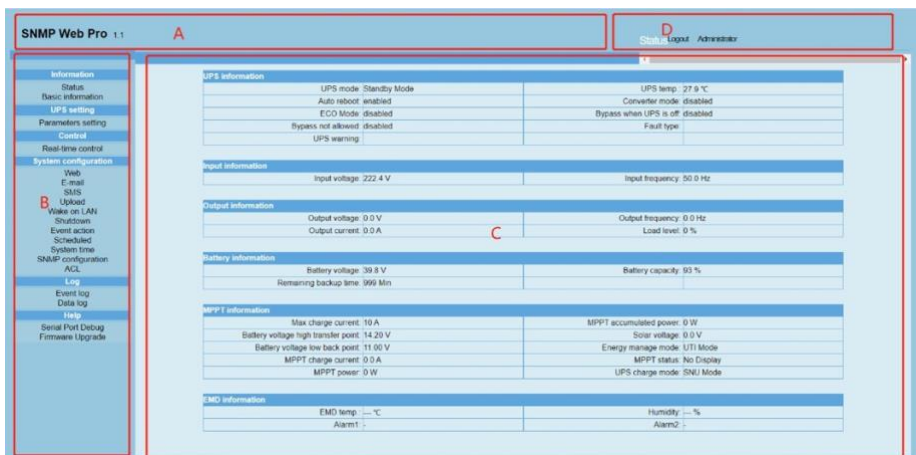 SNMP Web Pro 1.1
A
D
Status Logout Administrator
Information
Status
Basic information
UPS setting
Parameters setting
Control
Real-time control
System configuration
Web
E-mail
SMS
Upload
B
Wake on LAN
Shutdown
Event action
Scheduled
System time
SNMP configuration
ACL
Log
Event log
Data log
Help
Serial Port Debug
Firmware Upgrade
UPS information
UPS mode: Standby Mode UPS temp.: 27.9 ℃
Auto reboot: enabled Converter mode: disabled
ECO Mode: disabled Bypass when UPS is off: disabled
Bypass not allowed: disabled Fault type:
UPS warning:
Input information
Input voltage: 222.4 V Input frequency: 50.0 Hz
Output information
Output voltage: 0.0 V Output frequency: 0.0 Hz
Output current: 0.0 A Load level: 0 %
C
Battery information
Battery voltage: 39.8 V Battery capacity: 93 %
Remaining backup time: 999 Min
MPPT information
Max charge current: 10 A MPPT accumulated power: 0 W
Battery voltage high transfer point: 14.20 V Solar voltage: 0.0 V
Battery voltage low back point: 11.00 V Energy manage mode: UTI Mode
MPPT charge current: 0.0 A MPPT status: No Display
MPPT power: 0 W UPS charge mode: SNU Mode
EMD information
EMD temp.: --- ℃ Humidity: --- %
Alarm1: - Alarm2: -